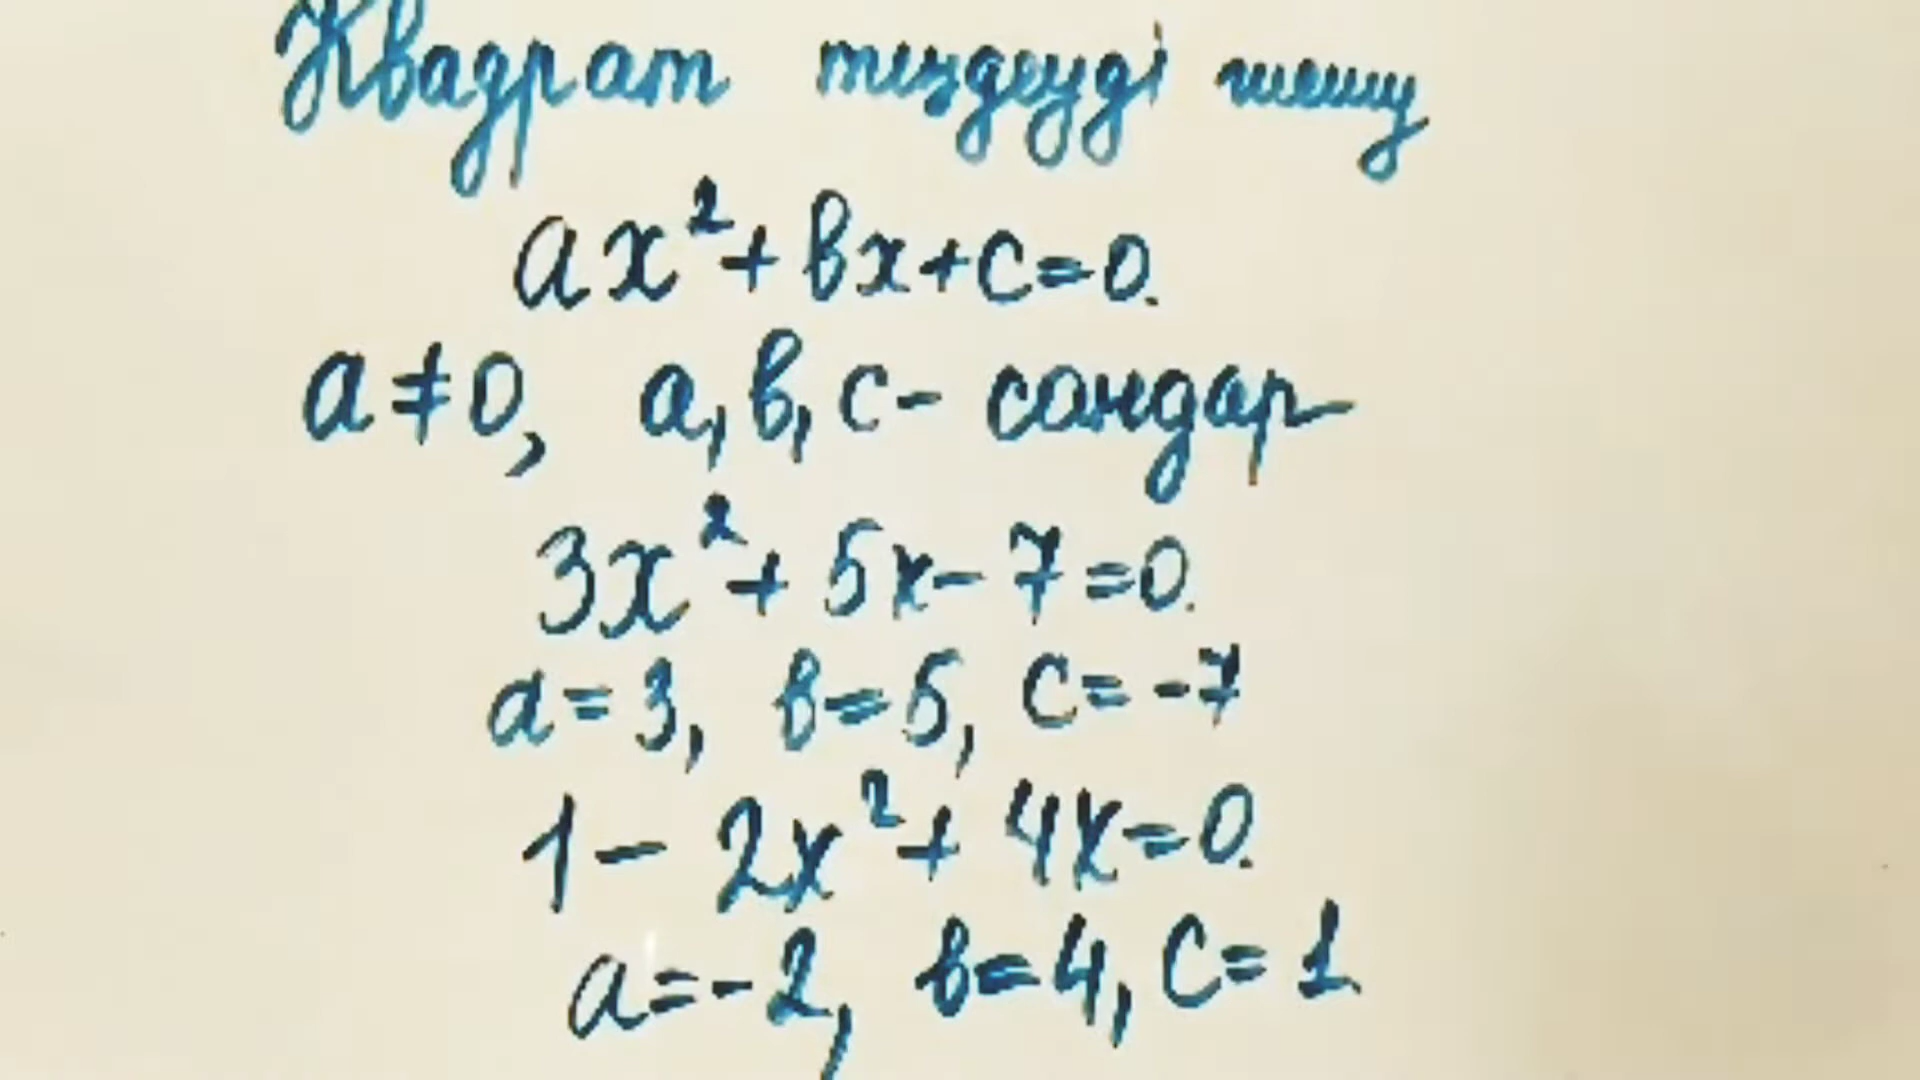 Квадрат теңдеуді шешу
ax² + bx + c = 0.
a ≠ 0, a, b, c - сандар
3x² + 5x - 7 = 0.
a = 3, b = 5, c = -7
1 - 2x² + 4x = 0.
a = -2, b = 4, c = 1.